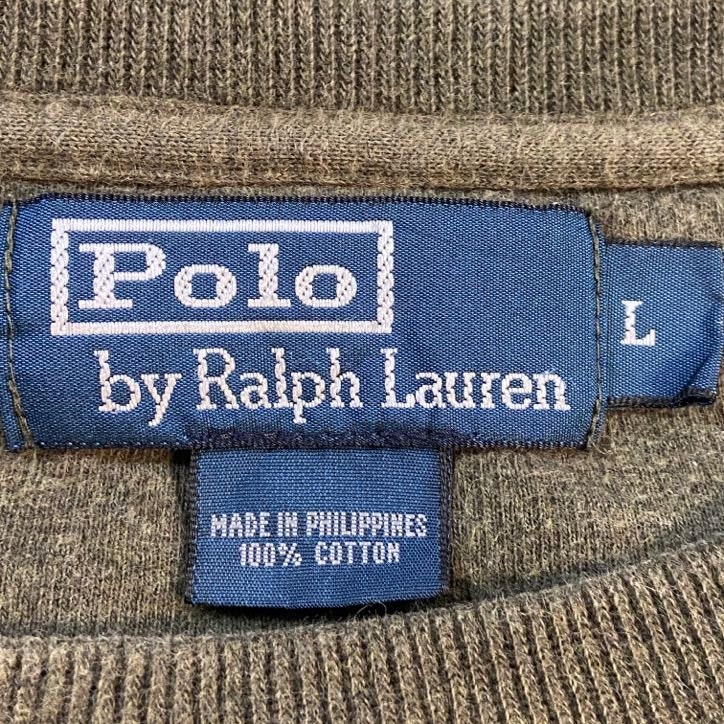 Polo
by Ralph Lauren
L
MADE IN PHILIPPINES
100% COTTON